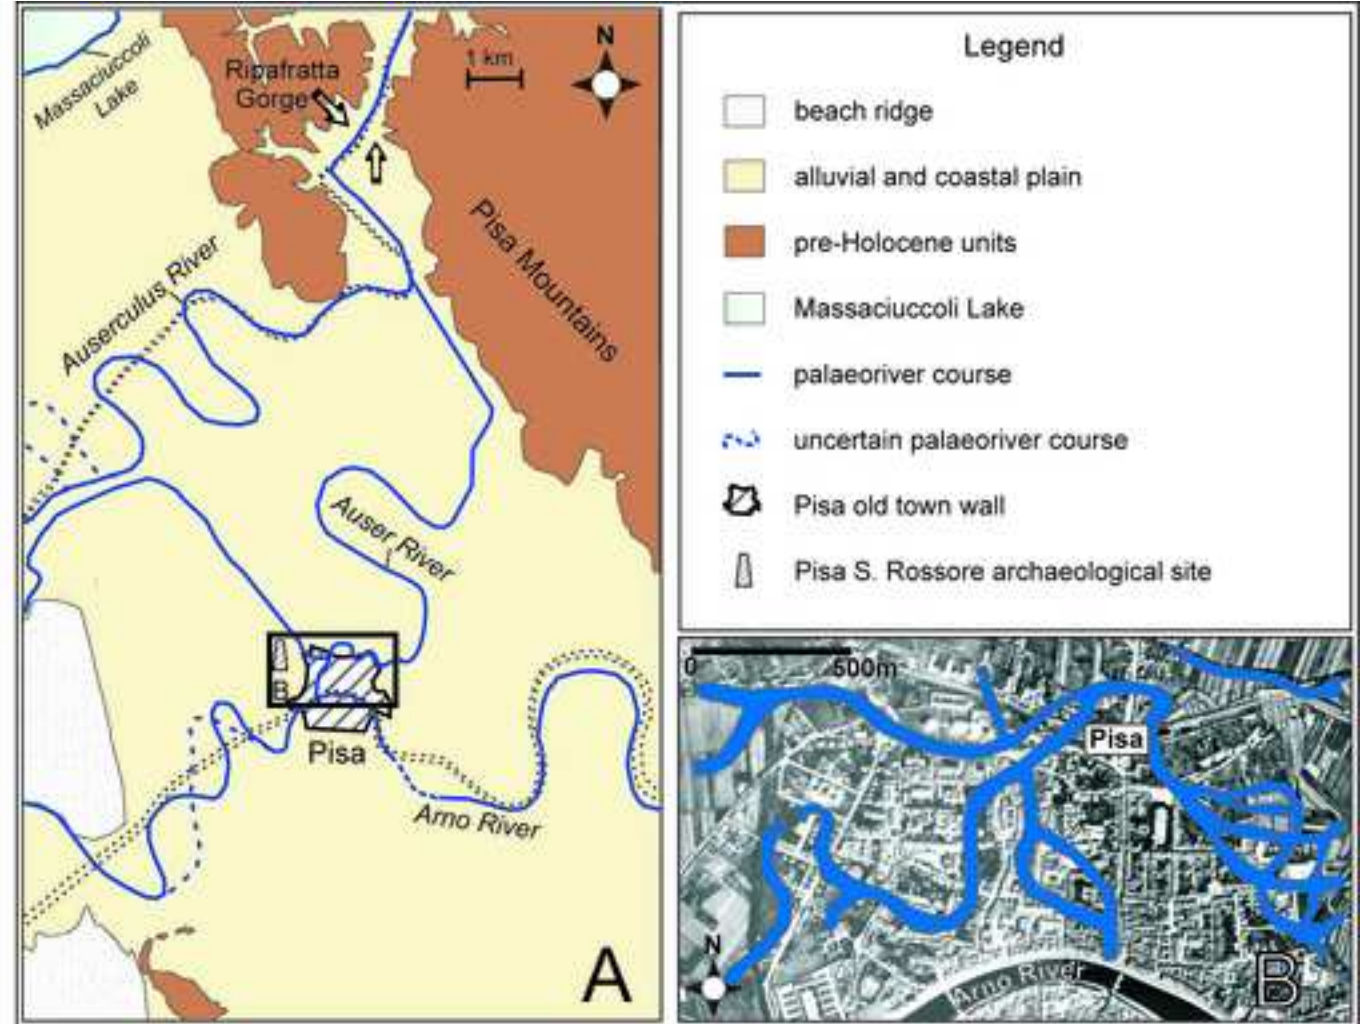 Massaciuccoli
Lake
Ripafratta
Gorge
1 km
N
Pisa Mountains
Auserculus River
Auser River
B
Pisa
Arno River
A
Legend
beach ridge
alluvial and coastal plain
pre-Holocene units
Massaciuccoli Lake
palaeoriver course
uncertain palaeoriver course
Pisa old town wall
Pisa S. Rossore archaeological site
0 500m
Pisa
N
Arno River
B